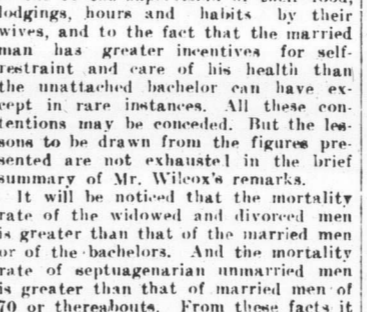 lodgings, hours and habits by their
wives, and to the fact that the married
man has greater incentives for self-
restraint and care of his health than
the unattached bachelor can have ex-
cept in rare instances. All these con-
tentions may be conceded. But the les-
sons to be drawn from the figures pre-
sented are not exhausted in the brief
summary of Mr. Wilcox's remarks.
It will be noticed that the mortality
rate of the widowed and divorced men
is greater than that of the married men
or of the bachelors. And the mortality
rate of septuagenarian unmarried men
is greater than that of married men of
70 or thereabouts. From these facts it